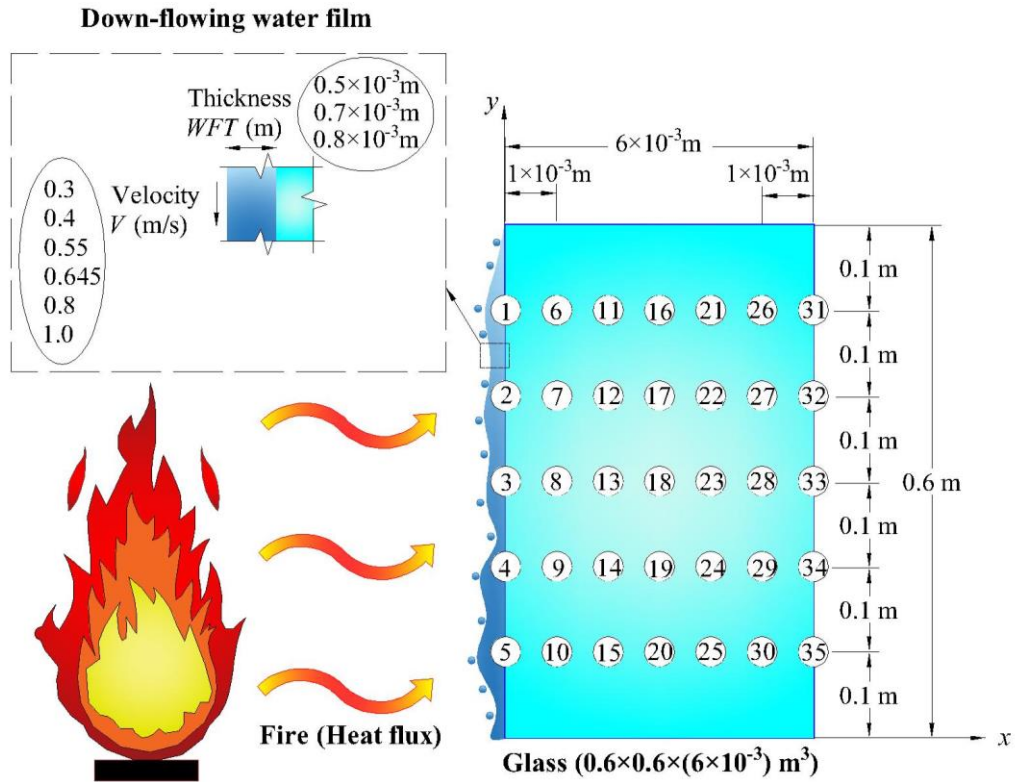 Down-flowing water film
Thickness
WFT (m)
0.5×10⁻³m
0.7×10⁻³m
0.8×10⁻³m
Velocity
V (m/s)
0.3
0.4
0.55
0.645
0.8
1.0
y
6×10⁻³m
1×10⁻³m
1×10⁻³m
0.1 m
1 6 11 16 21 26 31
0.1 m
2 7 12 17 22 27 32
0.1 m
3 8 13 18 23 28 33
0.6 m
0.1 m
4 9 14 19 24 29 34
0.1 m
5 10 15 20 25 30 35
0.1 m
x
Fire (Heat flux)
Glass (0.6×0.6×(6×10⁻³) m³)